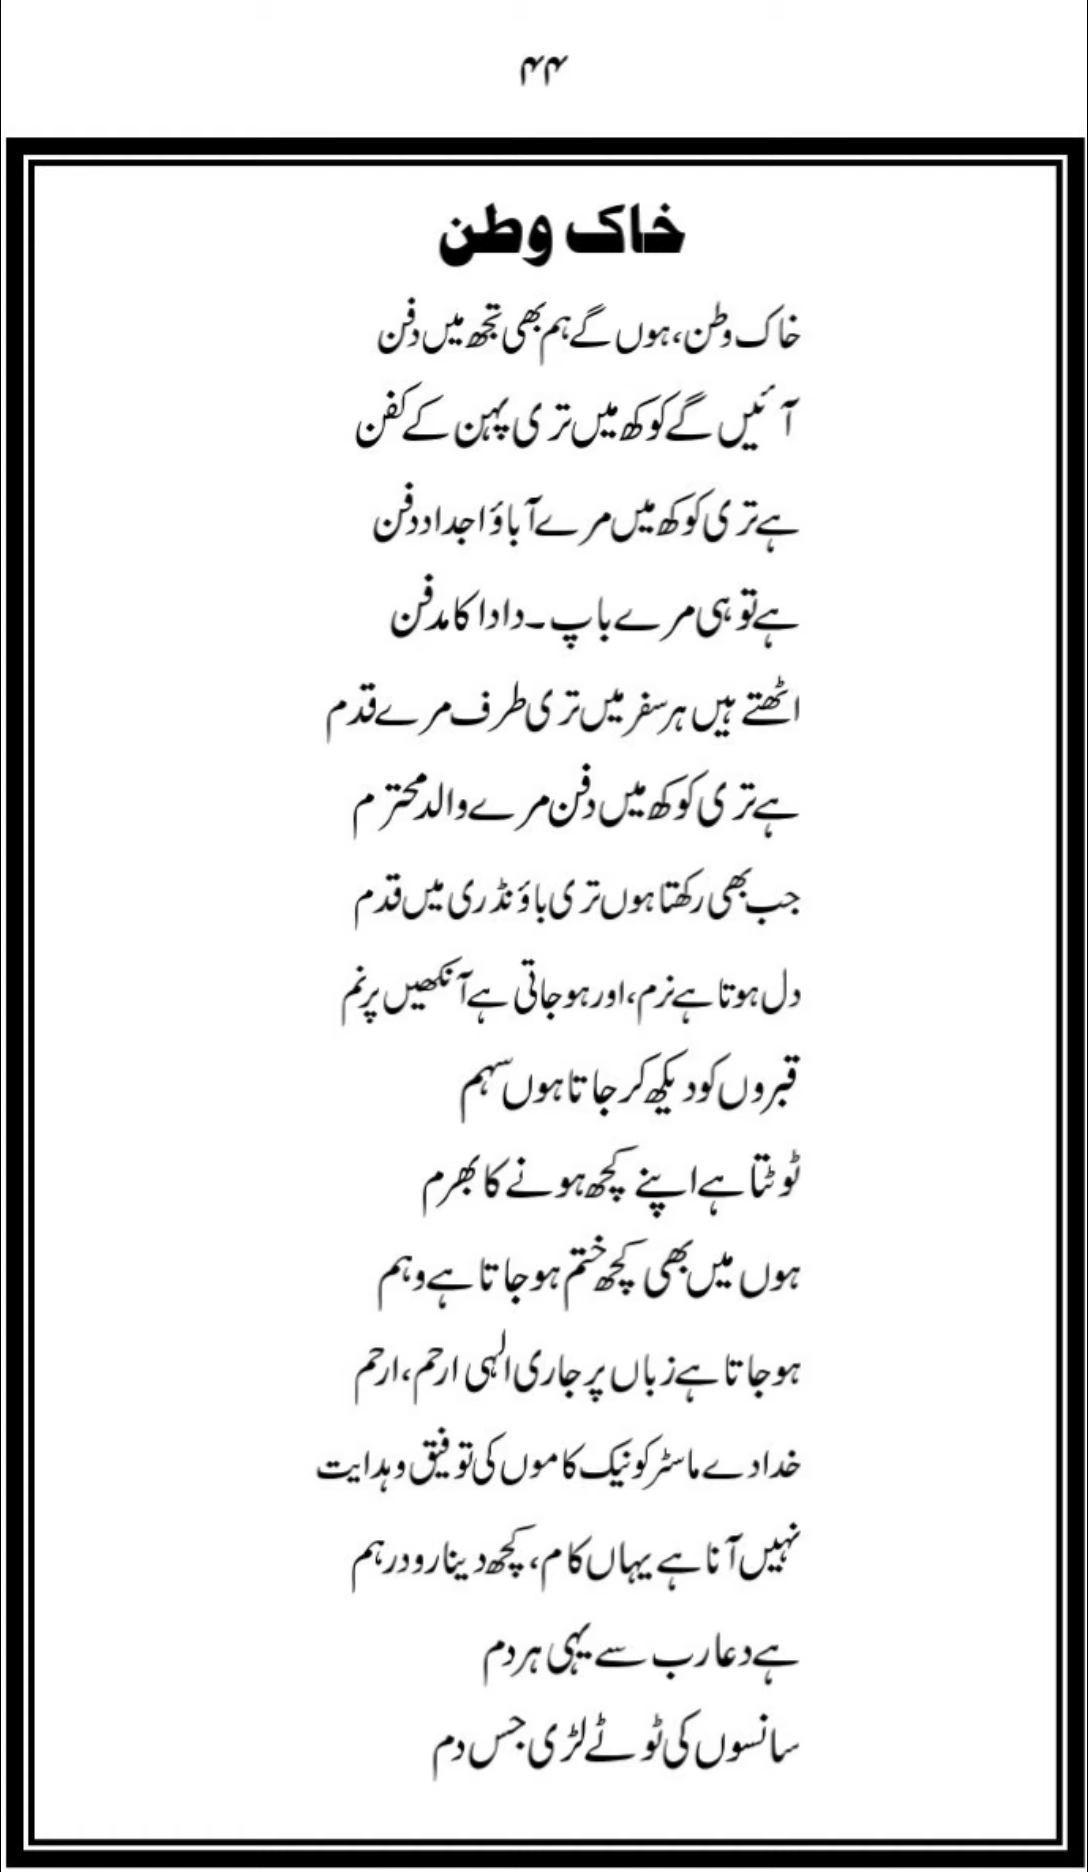 ۴۴
خاک وطن
خاک وطن، ہوں گے ہم بھی تجھ میں دفن
آئیں گے کوکھ میں تری پہن کے کفن
ہے تری کوکھ میں مرے آباؤ اجداد دفن
ہے تو ہی مرے باپ۔دادا کا مدفن
اٹھتے ہیں ہر سفر میں تری طرف مرے قدم
ہے تری کوکھ میں دفن مرے والد محترم
جب بھی رکھتا ہوں تری باؤنڈری میں قدم
دل ہوتا ہے نرم، اور ہو جاتی ہے آنکھیں پرنم
قبروں کو دیکھ کر جاتا ہوں سہم
ٹوٹتا ہے اپنے کچھ ہونے کا بھرم
ہوں میں بھی کچھ ختم ہو جاتا ہے وہم
ہو جاتا ہے زباں پر جاری الٰہی ارحم، ارحم
خدا دے ماسٹر کو نیک کاموں کی توفیق و ہدایت
نہیں آنا ہے یہاں کام، کچھ دینار و درہم
ہے دعا رب سے یہی ہر دم
سانسوں کی ٹوٹے لڑی جس دم